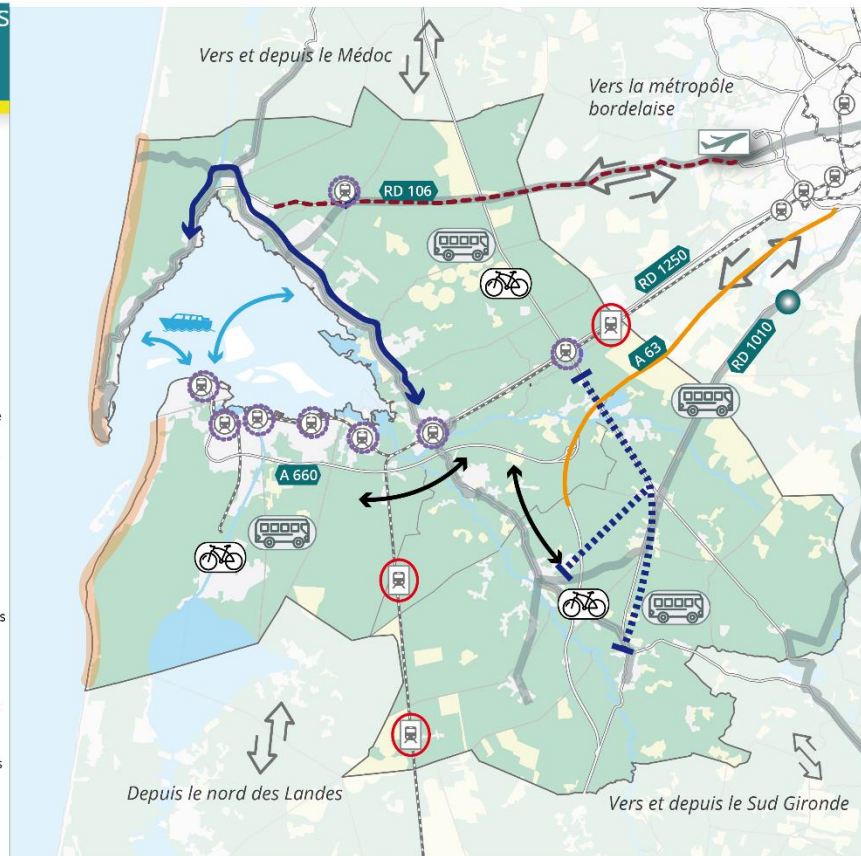 S
Vers et depuis le Médoc
Vers la métropole
bordelaise
RD 106
RD 1250
A 63
RD 1010
e
A 660
s
s
Depuis le nord des Landes
Vers et depuis le Sud Gironde